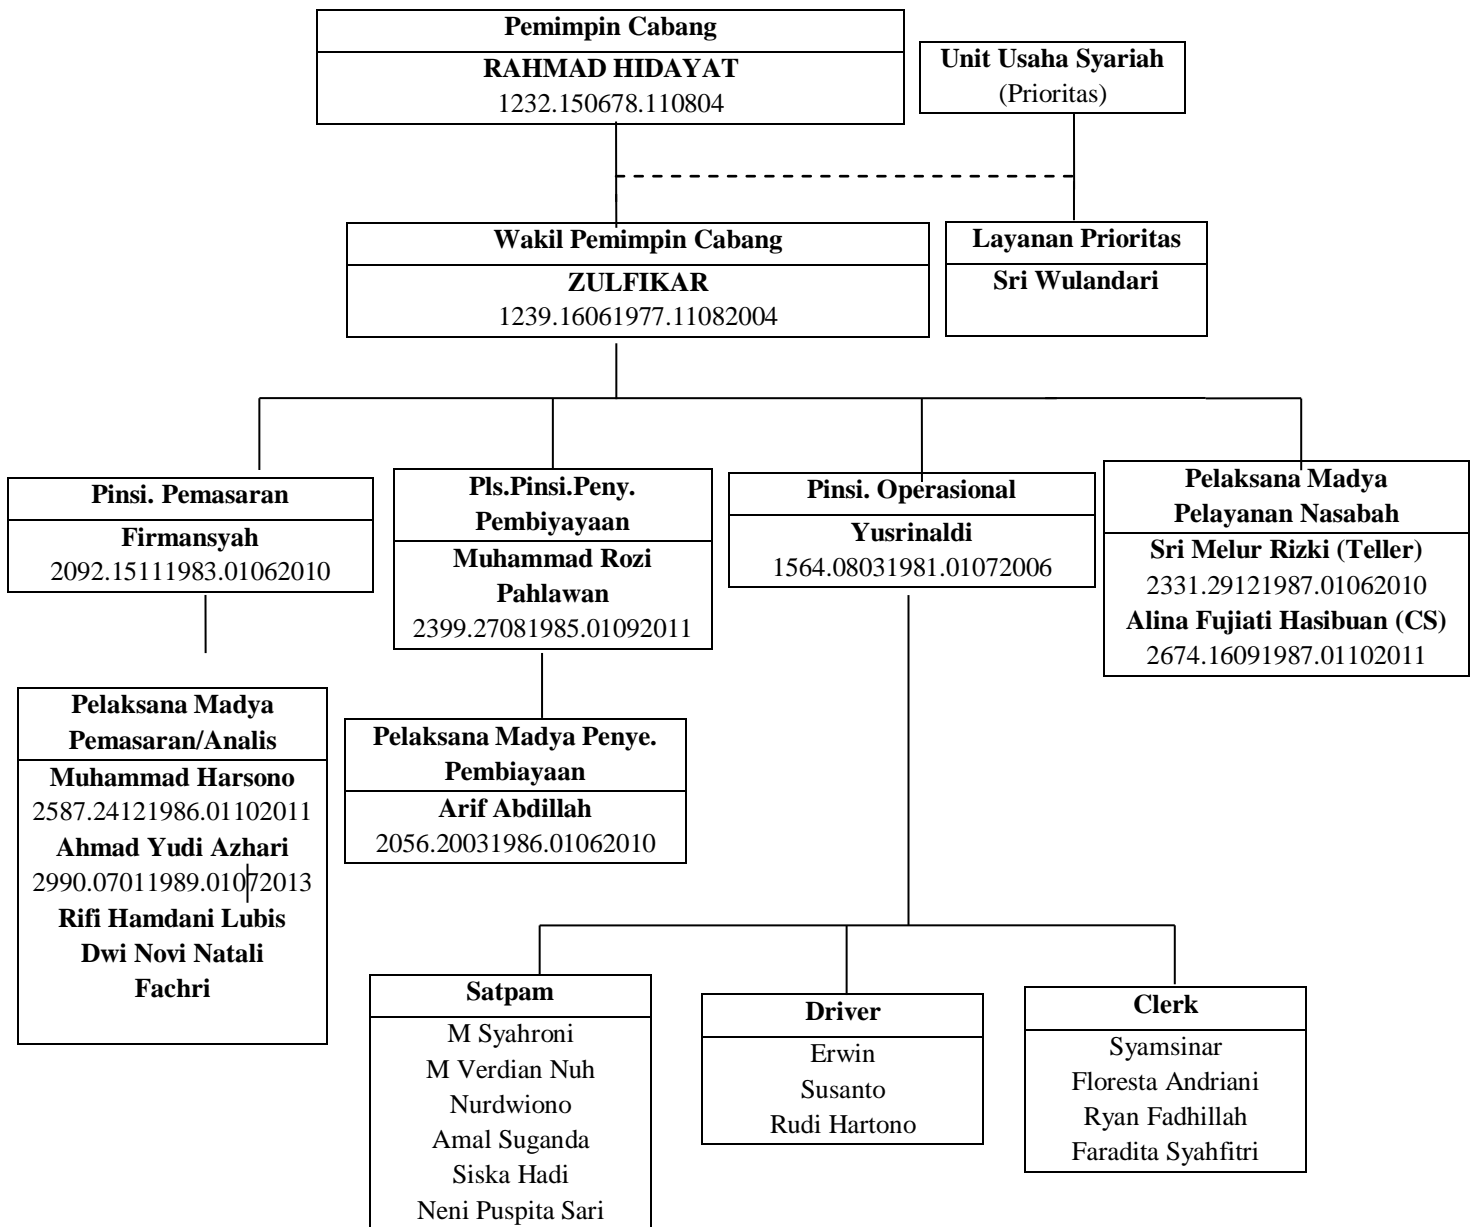 Pemimpin Cabang
RAHMAD HIDAYAT
1232.150678.110804
Unit Usaha Syariah
(Prioritas)
Wakil Pemimpin Cabang
ZULFIKAR
1239.16061977.11082004
Layanan Prioritas
Sri Wulandari
Pinsi. Pemasaran
Firmansyah
2092.15111983.01062010
Pls.Pinsi.Peny.
Pembiyayaan
Muhammad Rozi
Pahlawan
2399.27081985.01092011
Pinsi. Operasional
Yusrinaldi
1564.08031981.01072006
Pelaksana Madya
Pelayanan Nasabah
Sri Melur Rizki (Teller)
2331.29121987.01062010
Alina Fujiati Hasibuan (CS)
2674.16091987.01102011
Pelaksana Madya
Pemasaran/Analis
Muhammad Harsono
2587.24121986.01102011
Ahmad Yudi Azhari
2990.07011989.01072013
Rifi Hamdani Lubis
Dwi Novi Natali
Fachri
Pelaksana Madya Penye.
Pembiayaan
Arif Abdillah
2056.20031986.01062010
Satpam
M Syahroni
M Verdian Nuh
Nurdwiono
Amal Suganda
Siska Hadi
Neni Puspita Sari
Driver
Erwin
Susanto
Rudi Hartono
Clerk
Syamsinar
Floresta Andriani
Ryan Fadhillah
Faradita Syahfitri